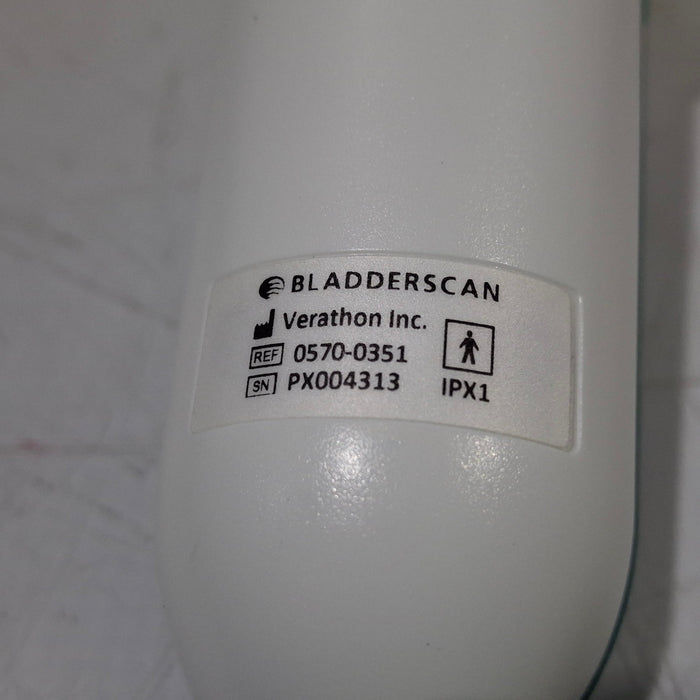 BLADDERSCAN
Verathon Inc.
REF 0570-0351
SN PX004313
IPX1